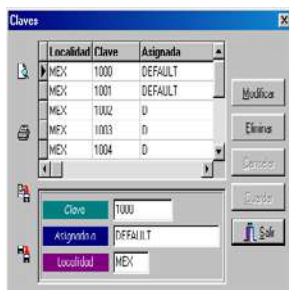 Claves
Localidad Clave Asignada
MEX 1000 DEFAULT
MEX 1001 DEFAULT
MEX 1002 D
MEX 1003 D
MEX 1004 D
Modificar
Eliminar
Cancelar
Guardar
Salir
Clave 1000
Asignada a DEFAULT
Localidad MEX